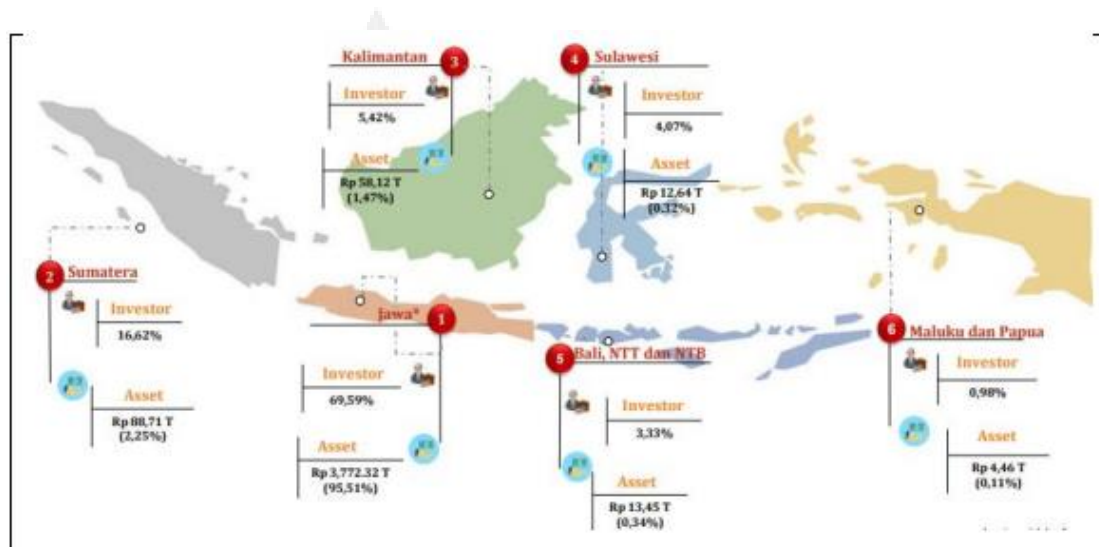 Kalimantan
3
Investor
5,42%
Asset
Rp 58,12 T
(1,47%)
4
Sulawesi
Investor
4,07%
Asset
Rp 12,64 T
(0.32%)
2
Sumatera
Investor
16,62%
Asset
Rp 88,71 T
(2,25%)
jawa*
1
Investor
69,59%
Asset
Rp 3,772.32 T
(95,51%)
5
Bali, NTT dan NTB
Investor
3,33%
Asset
Rp 13,45 T
(0,34%)
6
Maluku dan Papua
Investor
0,98%
Asset
Rp 4,46 T
(0,11%)